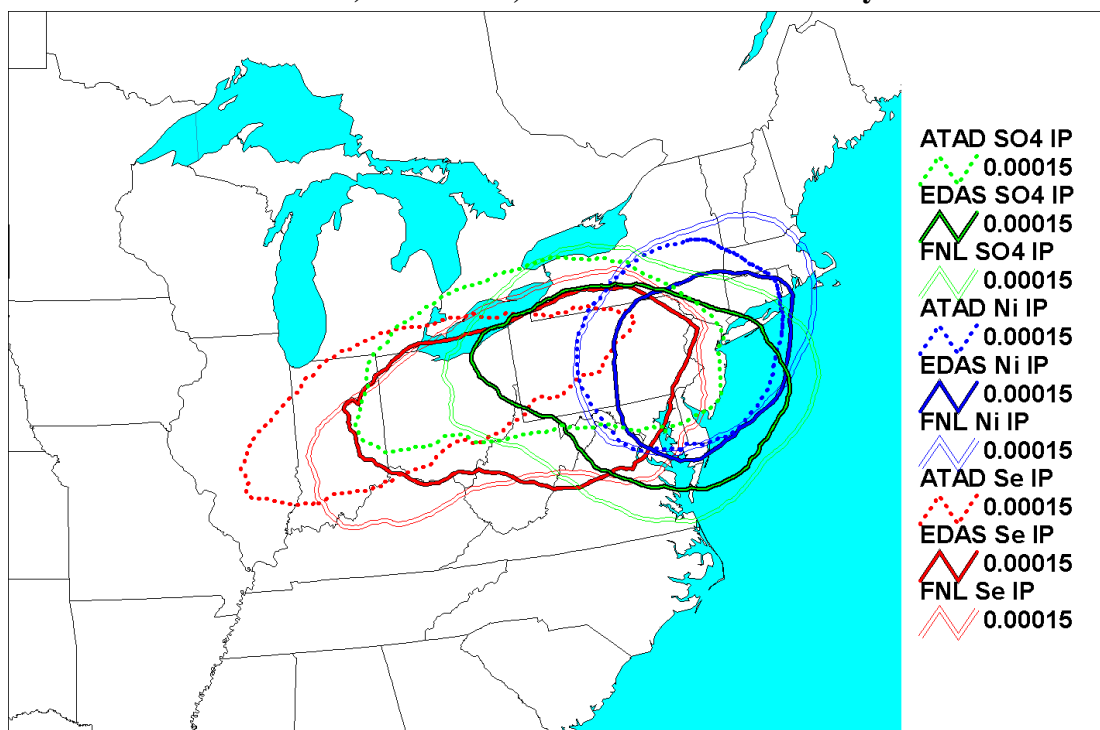 ATAD SO4 IP
0.00015
EDAS SO4 IP
0.00015
FNL SO4 IP
0.00015
ATAD Ni IP
0.00015
EDAS Ni IP
0.00015
FNL Ni IP
0.00015
ATAD Se IP
0.00015
EDAS Se IP
0.00015
FNL Se IP
0.00015